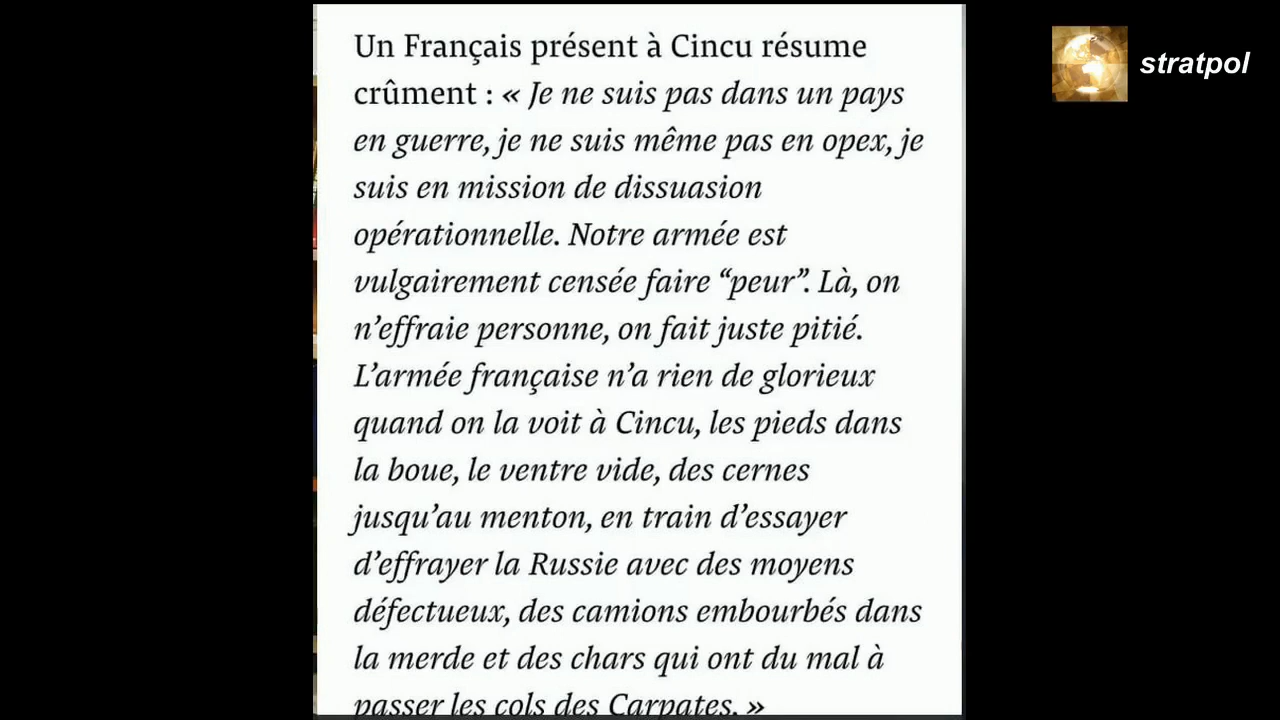 Un Français présent à Cincu résume
crûment : « Je ne suis pas dans un pays
en guerre, je ne suis même pas en opex, je
suis en mission de dissuasion
opérationnelle. Notre armée est
vulgairement censée faire “peur”. Là, on
n’effraie personne, on fait juste pitié.
L’armée française n’a rien de glorieux
quand on la voit à Cincu, les pieds dans
la boue, le ventre vide, des cernes
jusqu’au menton, en train d’essayer
d’effrayer la Russie avec des moyens
défectueux, des camions embourbés dans
la merde et des chars qui ont du mal à
passer les cols des Carpates. »
stratpol